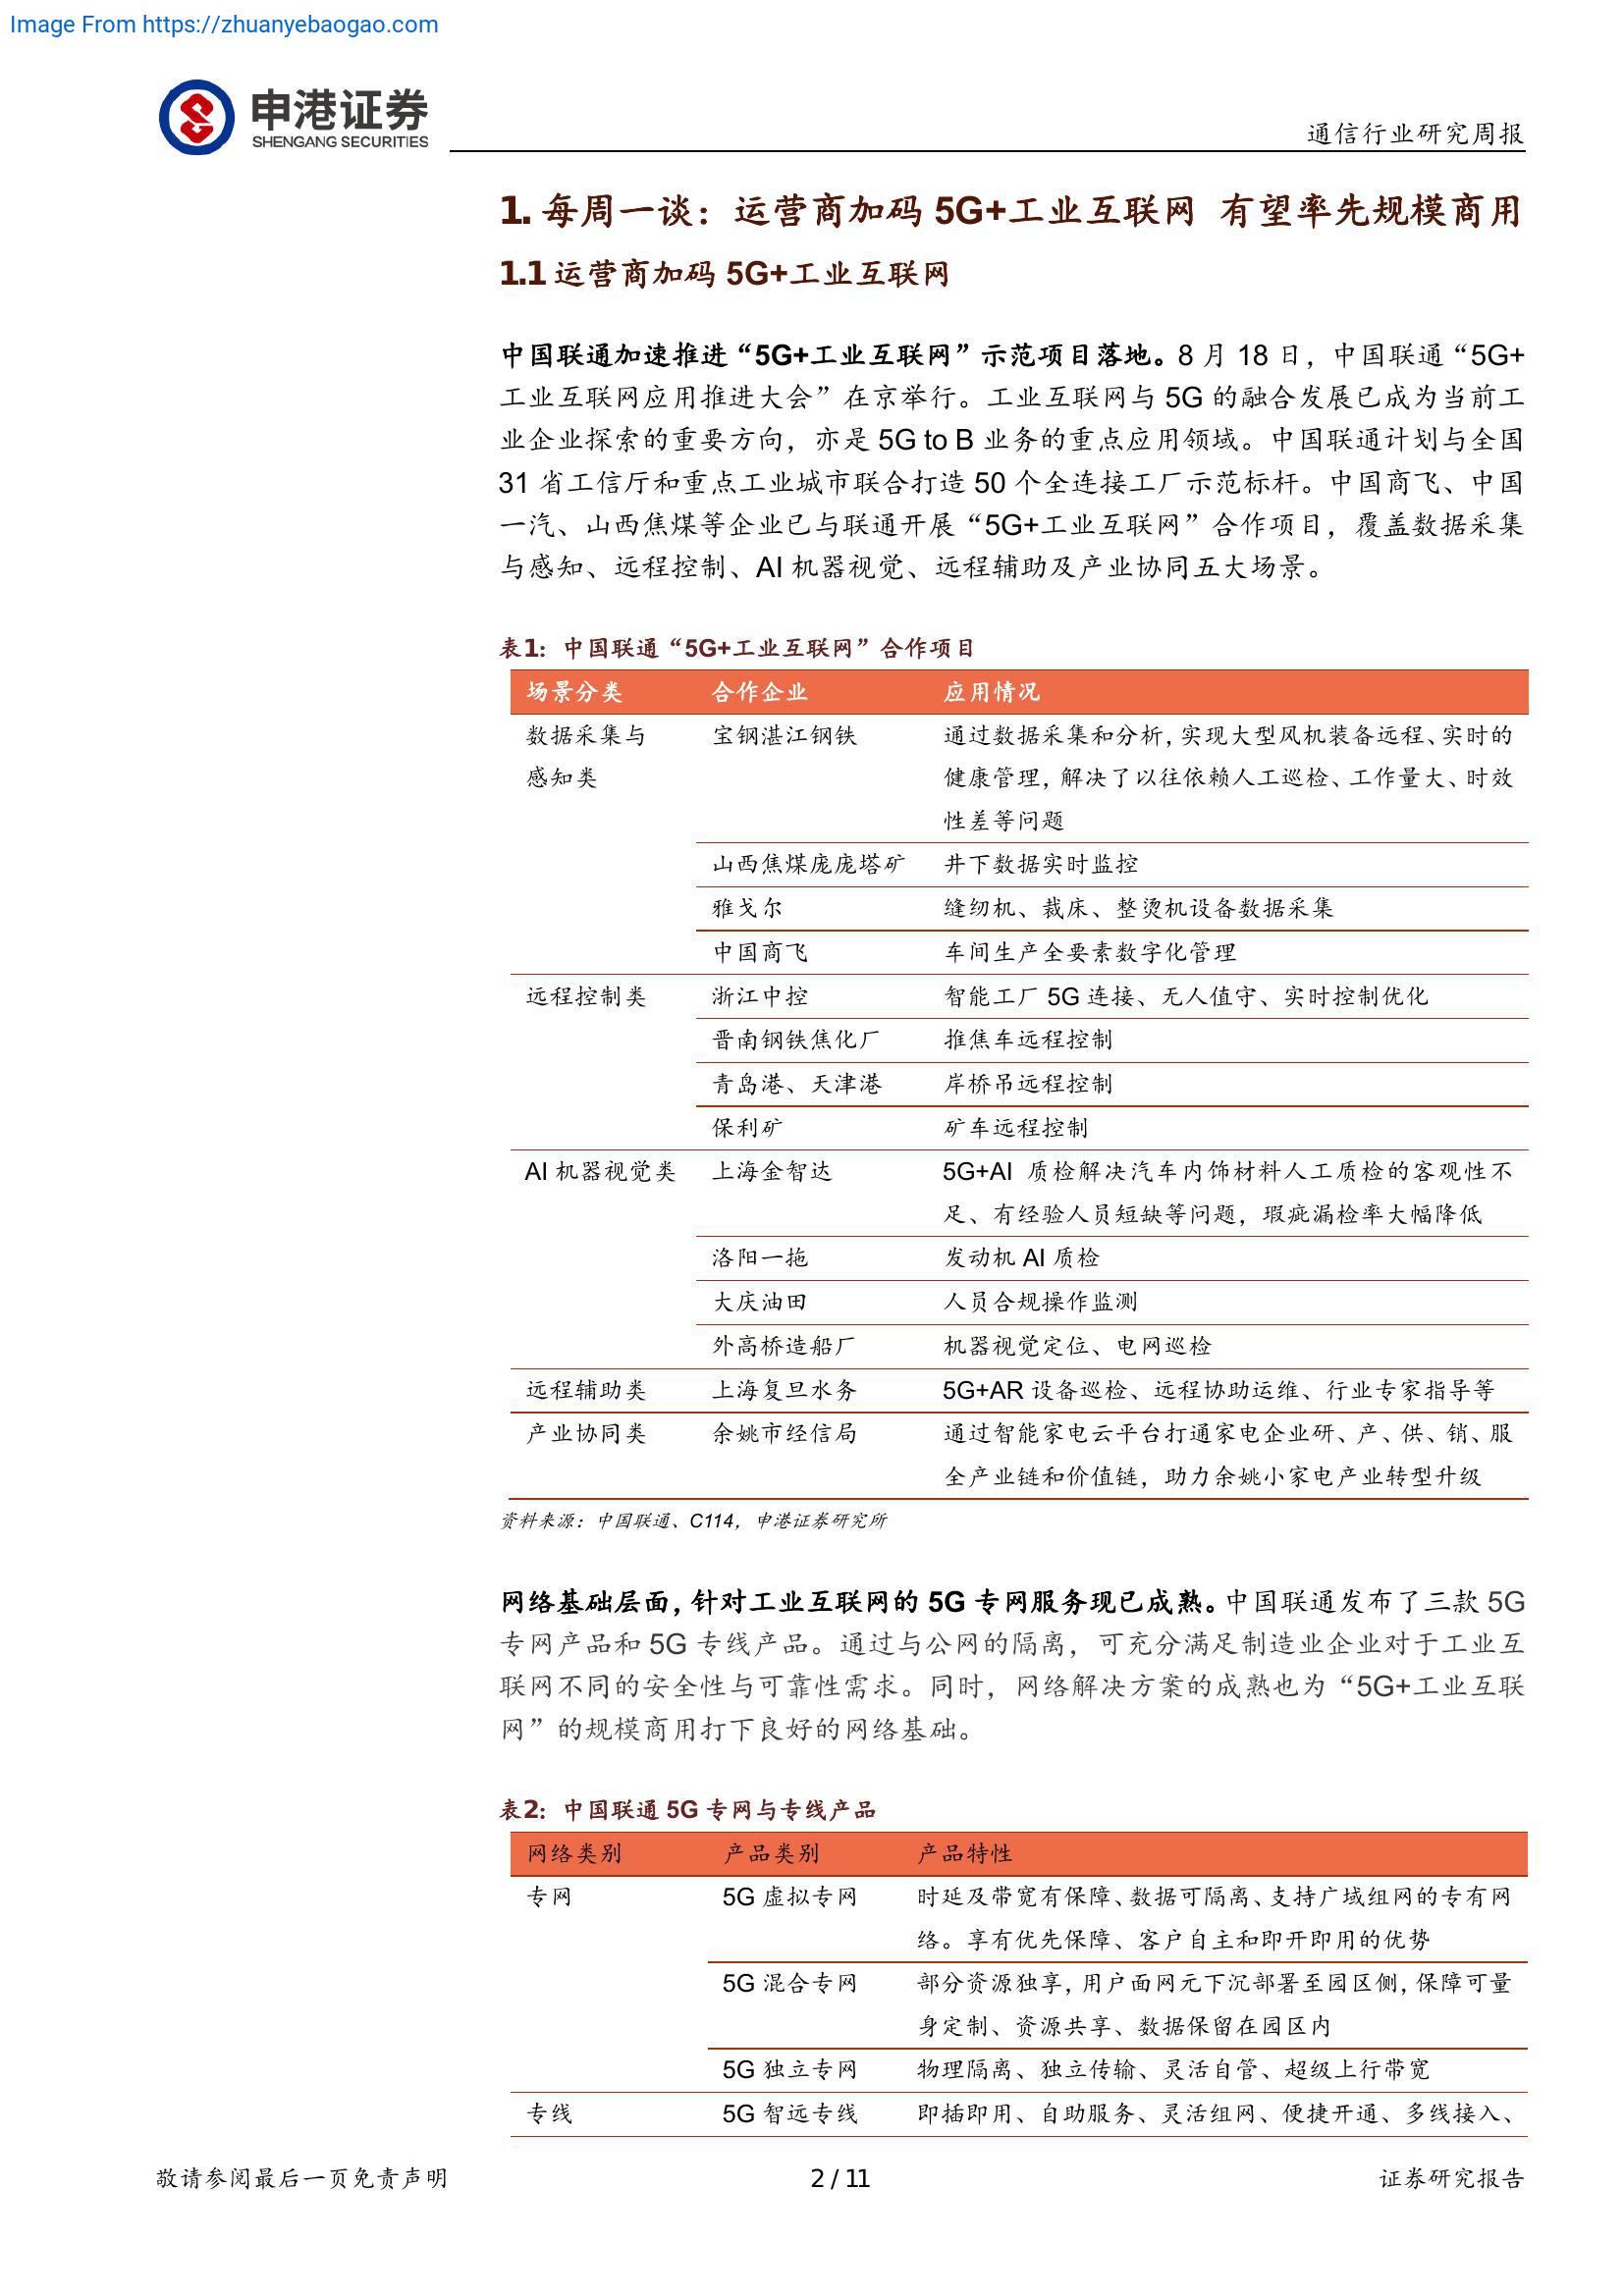 Image From https://zhuanyebaogao.com
申港证券
SHENGANG SECURITIES
通信行业研究周报
1. 每周一谈：运营商加码 5G+工业互联网 有望率先规模商用
1.1 运营商加码 5G+工业互联网
中国联通加速推进“5G+工业互联网”示范项目落地。8 月 18 日，中国联通“5G+
工业互联网应用推进大会”在京举行。工业互联网与 5G 的融合发展已成为当前工
业企业探索的重要方向，亦是 5G to B 业务的重点应用领域。中国联通计划与全国
31 省工信厅和重点工业城市联合打造 50 个全连接工厂示范标杆。中国商飞、中国
一汽、山西焦煤等企业已与联通开展“5G+工业互联网”合作项目，覆盖数据采集
与感知、远程控制、AI 机器视觉、远程辅助及产业协同五大场景。
表1：中国联通“5G+工业互联网”合作项目
场景分类 合作企业 应用情况
数据采集与 宝钢湛江钢铁 通过数据采集和分析，实现大型风机装备远程、实时的
感知类 健康管理，解决了以往依赖人工巡检、工作量大、时效
性差等问题
山西焦煤庞庞塔矿 井下数据实时监控
雅戈尔 缝纫机、裁床、整烫机设备数据采集
中国商飞 车间生产全要素数字化管理
远程控制类 浙江中控 智能工厂 5G 连接、无人值守、实时控制优化
晋南钢铁焦化厂 推焦车远程控制
青岛港、天津港 岸桥吊远程控制
保利矿 矿车远程控制
AI 机器视觉类 上海金智达 5G+AI 质检解决汽车内饰材料人工质检的客观性不
足、有经验人员短缺等问题，瑕疵漏检率大幅降低
洛阳一拖 发动机 AI 质检
大庆油田 人员合规操作监测
外高桥造船厂 机器视觉定位、电网巡检
远程辅助类 上海复旦水务 5G+AR 设备巡检、远程协助运维、行业专家指导等
产业协同类 余姚市经信局 通过智能家电云平台打通家电企业研、产、供、销、服
全产业链和价值链，助力余姚小家电产业转型升级
资料来源：中国联通、C114，申港证券研究所
网络基础层面，针对工业互联网的 5G 专网服务现已成熟。中国联通发布了三款 5G
专网产品和 5G 专线产品。通过与公网的隔离，可充分满足制造业企业对于工业互
联网不同的安全性与可靠性需求。同时，网络解决方案的成熟也为“5G+工业互联
网”的规模商用打下良好的网络基础。
表2：中国联通 5G 专网与专线产品
网络类别 产品类别 产品特性
专网 5G 虚拟专网 时延及带宽有保障、数据可隔离、支持广域组网的专有网
络。享有优先保障、客户自主和即开即用的优势
5G 混合专网 部分资源独享，用户面网元下沉部署至园区侧，保障可量
身定制、资源共享、数据保留在园区内
5G 独立专网 物理隔离、独立传输、灵活自管、超级上行带宽
专线 5G 智远专线 即插即用、自助服务、灵活组网、便捷开通、多线接入、
敬请参阅最后一页免责声明 2 / 11 证券研究报告